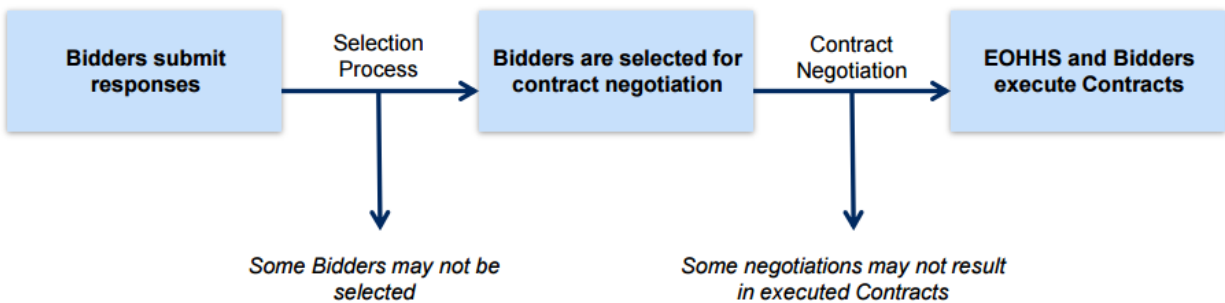 Bidders submit
responses
Selection
Process
Bidders are selected for
contract negotiation
Contract
Negotiation
EOHHS and Bidders
execute Contracts
Some Bidders may not be
selected
Some negotiations may not result
in executed Contracts